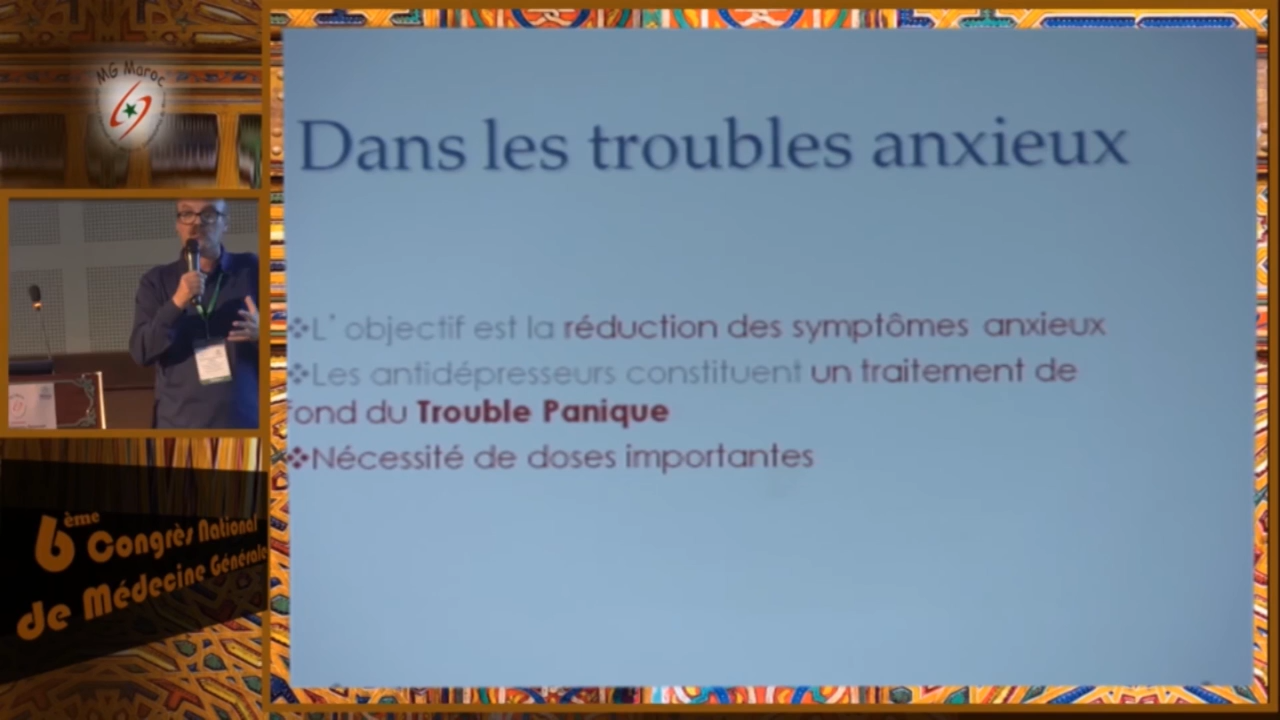 MG Maroc
Dans les troubles anxieux
❖L' objectif est la réduction des symptômes anxieux
❖Les antidépresseurs constituent un traitement de
fond du Trouble Panique
❖Nécessité de doses importantes
6ème Congrès National
de Médecine Générale